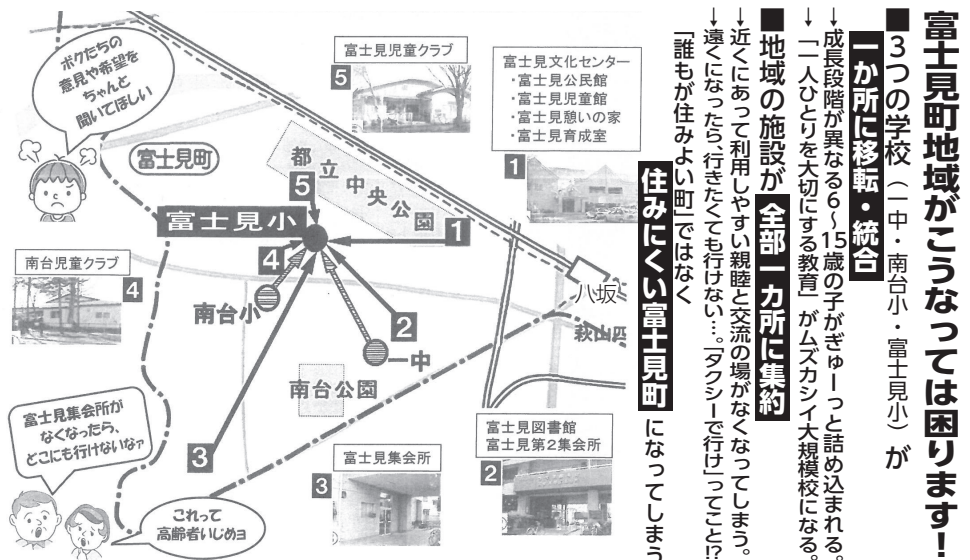 富士見町地域がこうなっては困ります！
■3つの学校（一中・南台小・富士見小）が
一か所に移転・統合
→成長段階が異なる6～15歳の子がぎゅーっと詰め込まれる。
→「一人ひとりを大切にする教育」がムズカシイ大規模校になる。
■地域の施設が全部一カ所に集約
→近くにあって利用しやすい親睦と交流の場がなくなってしまう。
→遠くになったら、行きたくても行けない…。「タクシーで行け」ってこと!?
「誰もが住みよい町」ではなく
住みにくい富士見町になってしまう
ボクたちの
意見や希望を
ちゃんと
聞いてほしい
富士見町
富士見児童クラブ
5
富士見文化センター
・富士見公民館
・富士見児童館
・富士見憩いの家
・富士見育成室
1
都立中央公園
5
富士見小
1
4
南台児童クラブ
4
南台小
2
一中
八坂
萩山四
南台公園
3
富士見集会所が
なくなったら、
どこにも行けないなァ
これって
高齢者いじめョ
富士見集会所
3
富士見図書館
富士見第2集会所
2